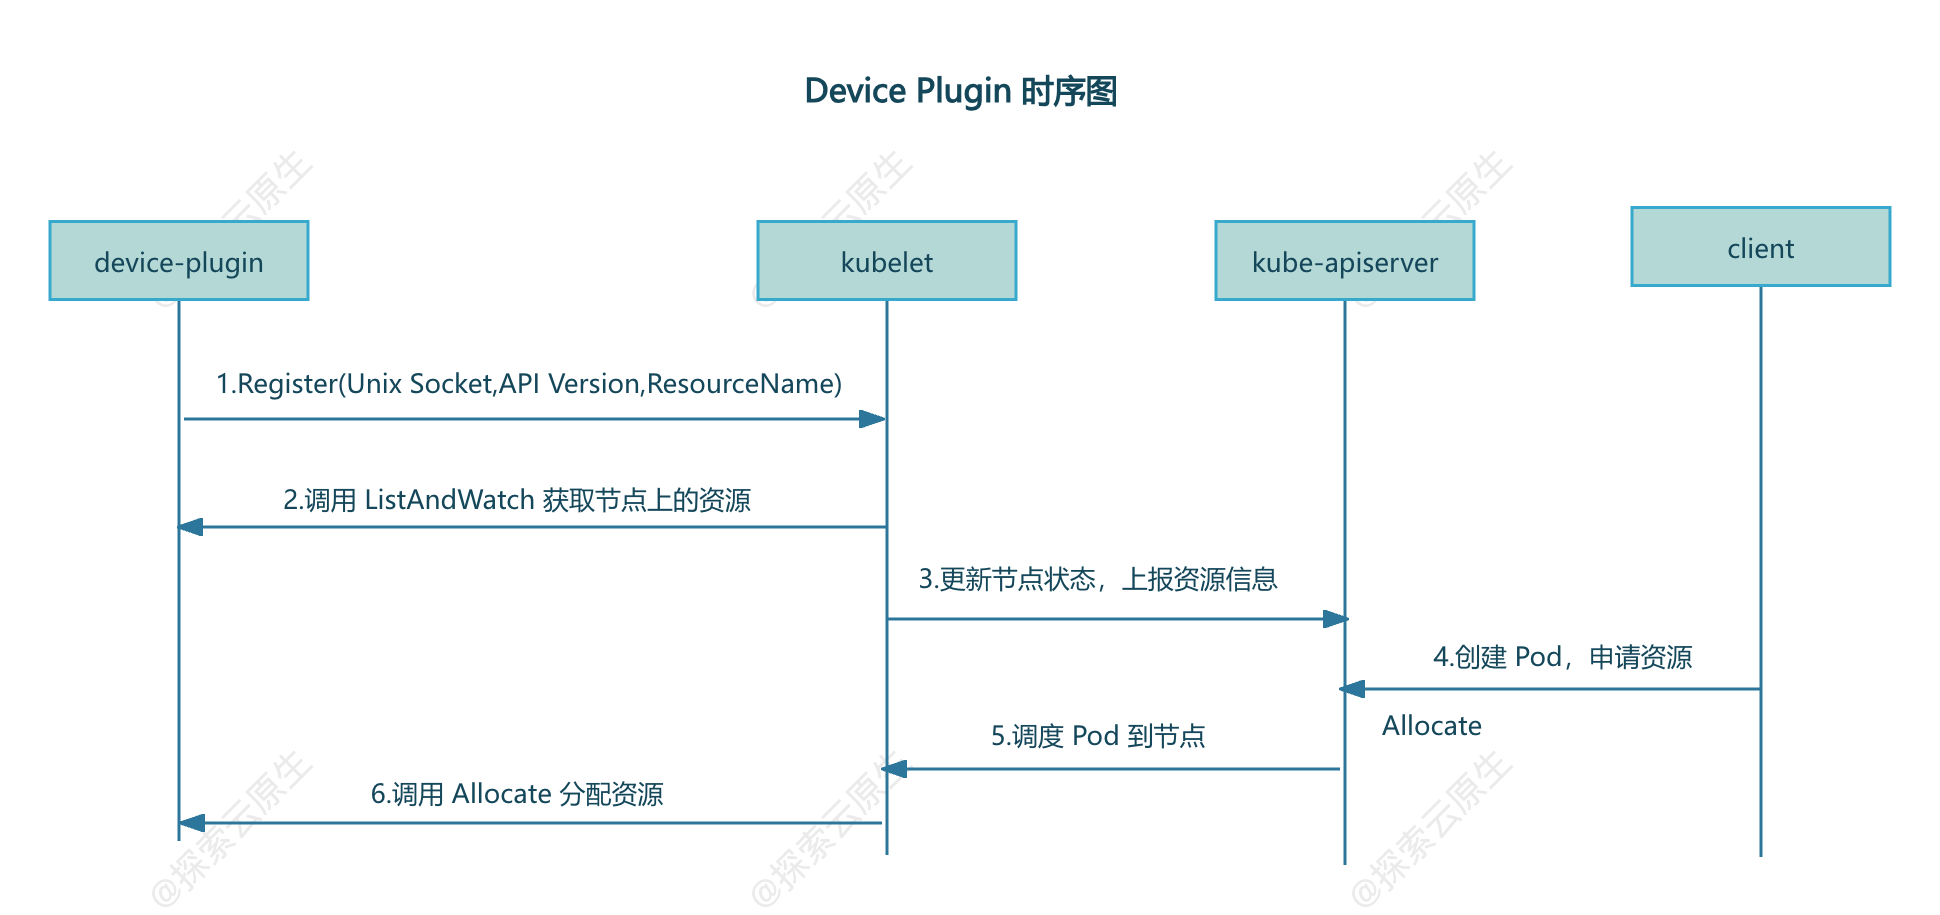 Device Plugin 时序图
device-plugin
kubelet
kube-apiserver
client
1.Register(Unix Socket,API Version,ResourceName)
2.调用 ListAndWatch 获取节点上的资源
3.更新节点状态，上报资源信息
4.创建 Pod，申请资源
Allocate
5.调度 Pod 到节点
6.调用 Allocate 分配资源
@探索云原生
@探索云原生
@探索云原生
@探索云原生
@探索云原生
@探索云原生